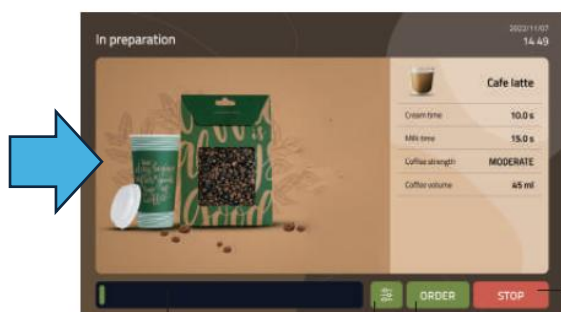 In preparation
2022/11/07
14 49
Cafe latte
Cream time 10.0 s
Milk time 15.0 s
Coffee strength MODERATE
Coffee volume 45 ml
ORDER
STOP